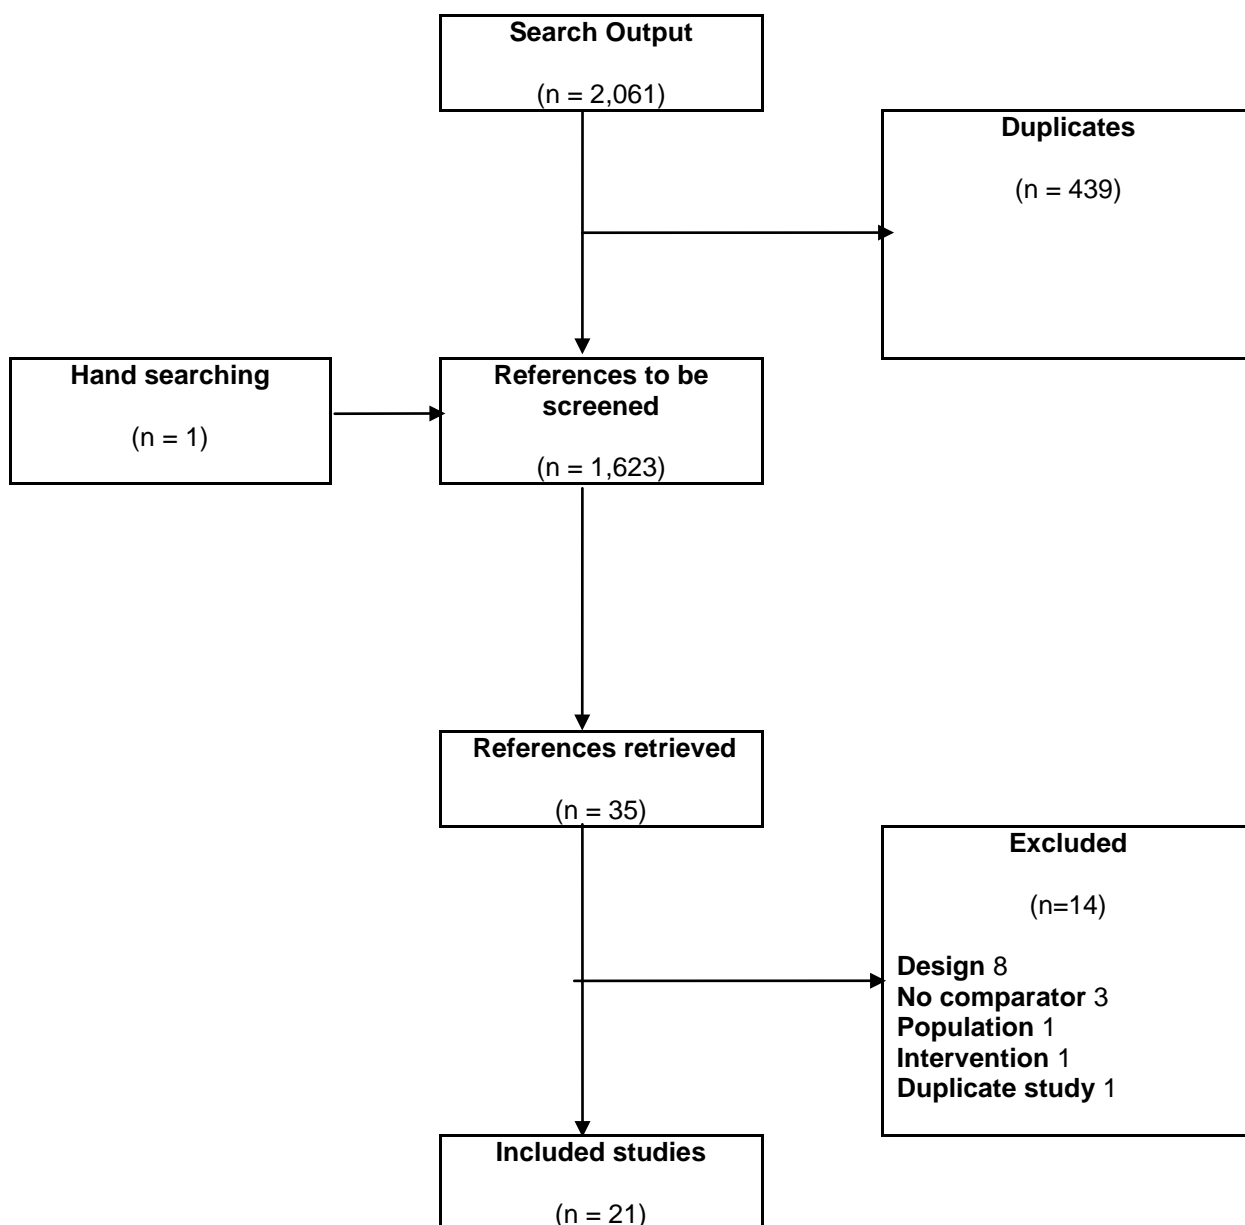 Search Output
(n = 2,061)
Duplicates
(n = 439)
Hand searching
(n = 1)
References to be
screened
(n = 1,623)
References retrieved
(n = 35)
Excluded
(n=14)
Design 8
No comparator 3
Population 1
Intervention 1
Duplicate study 1
Included studies
(n = 21)